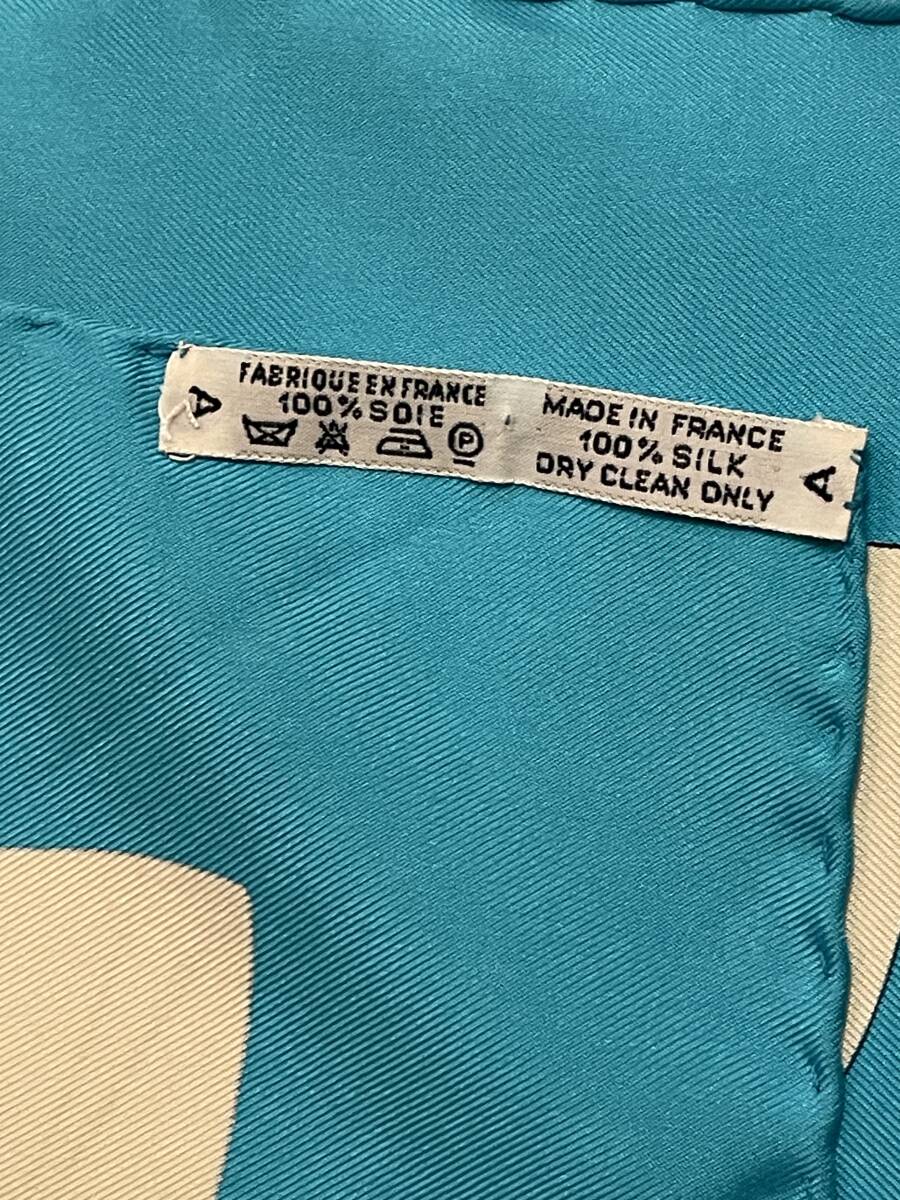 A
FABRIQUE EN FRANCE
100% SOIE
P
MADE IN FRANCE
100% SILK
DRY CLEAN ONLY
A